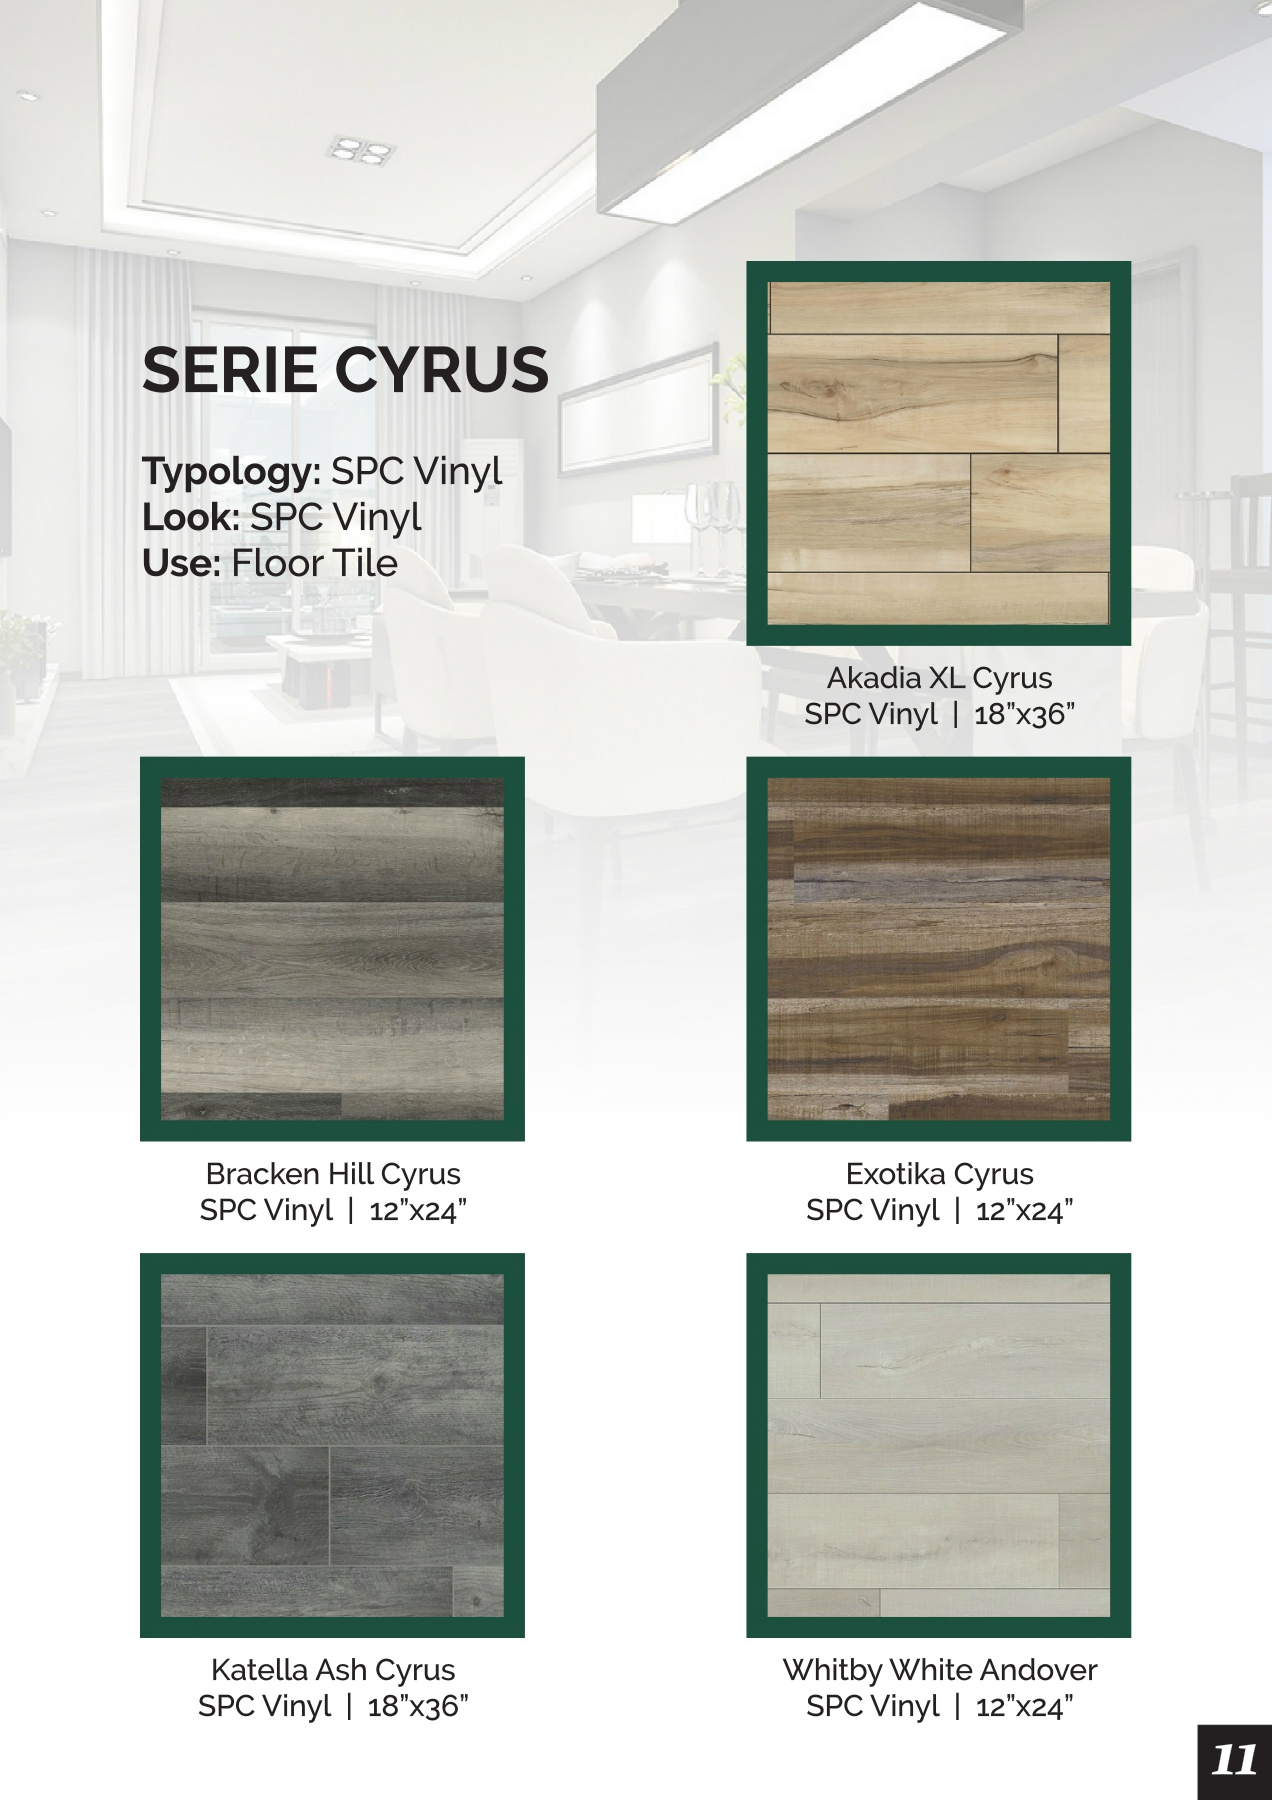 SERIE CYRUS
Typology: SPC Vinyl
Look: SPC Vinyl
Use: Floor Tile
Akadia XL Cyrus
SPC Vinyl | 18”x36”
Bracken Hill Cyrus
SPC Vinyl | 12”x24”
Exotika Cyrus
SPC Vinyl | 12”x24”
Katella Ash Cyrus
SPC Vinyl | 18”x36”
Whitby White Andover
SPC Vinyl | 12”x24”
11